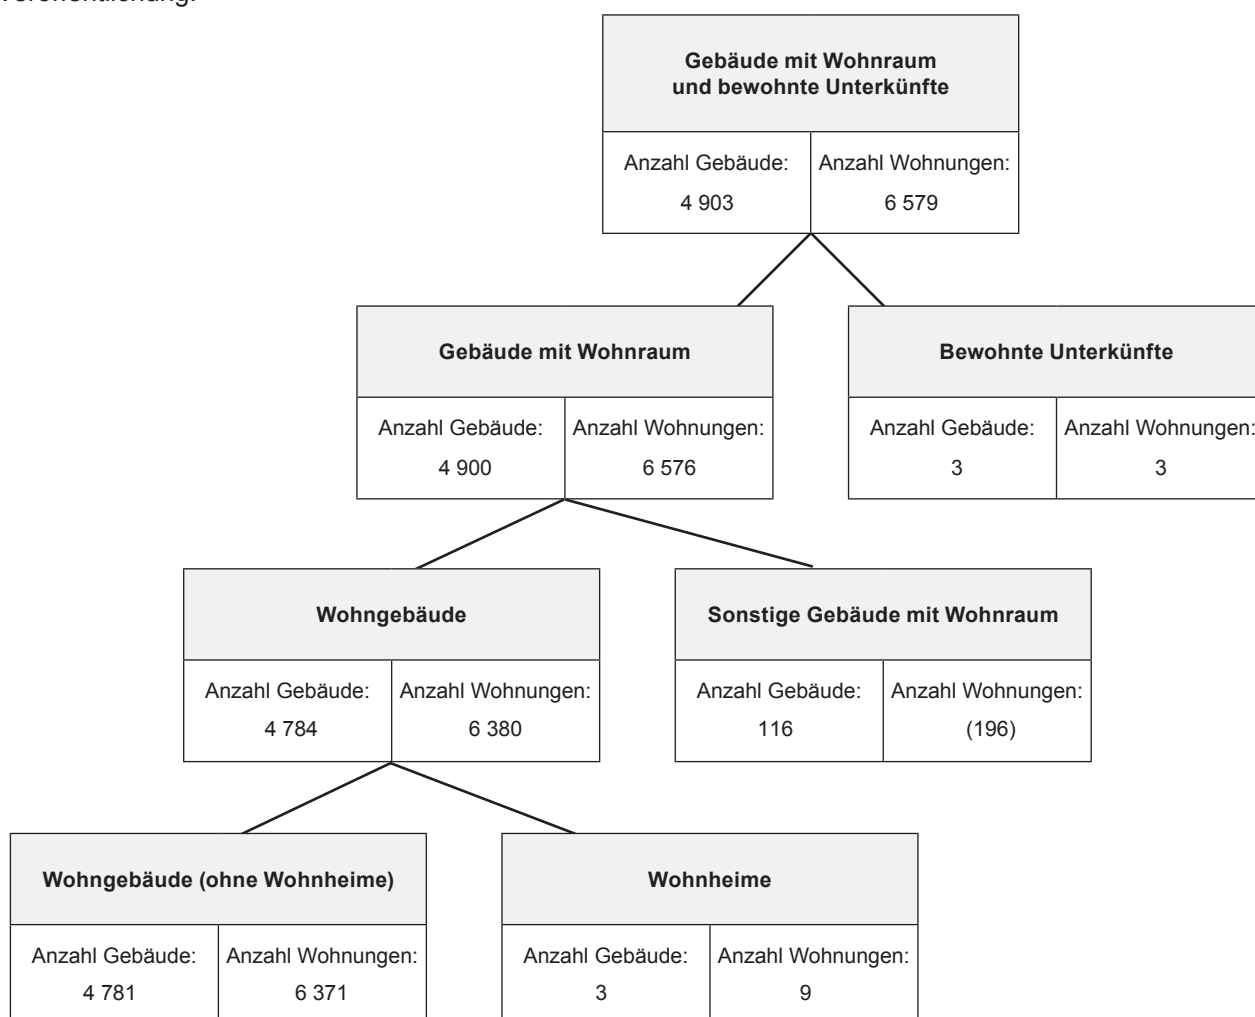 Veröffentlichung.
Gebäude mit Wohnraum
und bewohnte Unterkünfte
Anzahl Gebäude: Anzahl Wohnungen:
4 903 6 579
Gebäude mit Wohnraum Bewohnte Unterkünfte
Anzahl Gebäude: Anzahl Wohnungen: Anzahl Gebäude: Anzahl Wohnungen:
4 900 6 576 3 3
Wohngebäude Sonstige Gebäude mit Wohnraum
Anzahl Gebäude: Anzahl Wohnungen: Anzahl Gebäude: Anzahl Wohnungen:
4 784 6 380 116 (196)
Wohngebäude (ohne Wohnheime) Wohnheime
Anzahl Gebäude: Anzahl Wohnungen: Anzahl Gebäude: Anzahl Wohnungen:
4 781 6 371 3 9